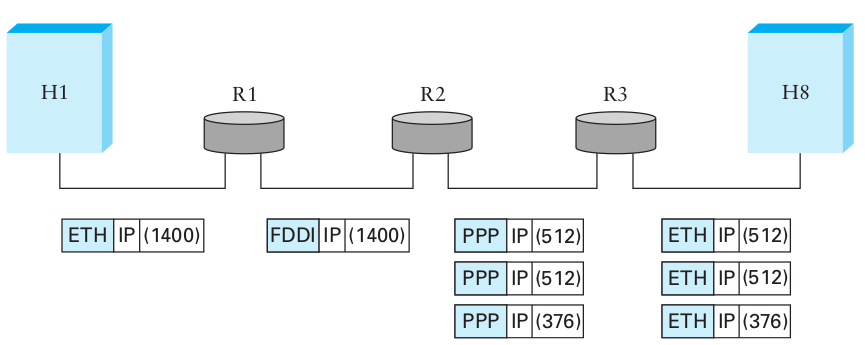 H1
R1
R2
R3
H8
ETH IP (1400)
FDDI IP (1400)
PPP IP (512)
ETH IP (512)
PPP IP (512)
ETH IP (512)
PPP IP (376)
ETH IP (376)